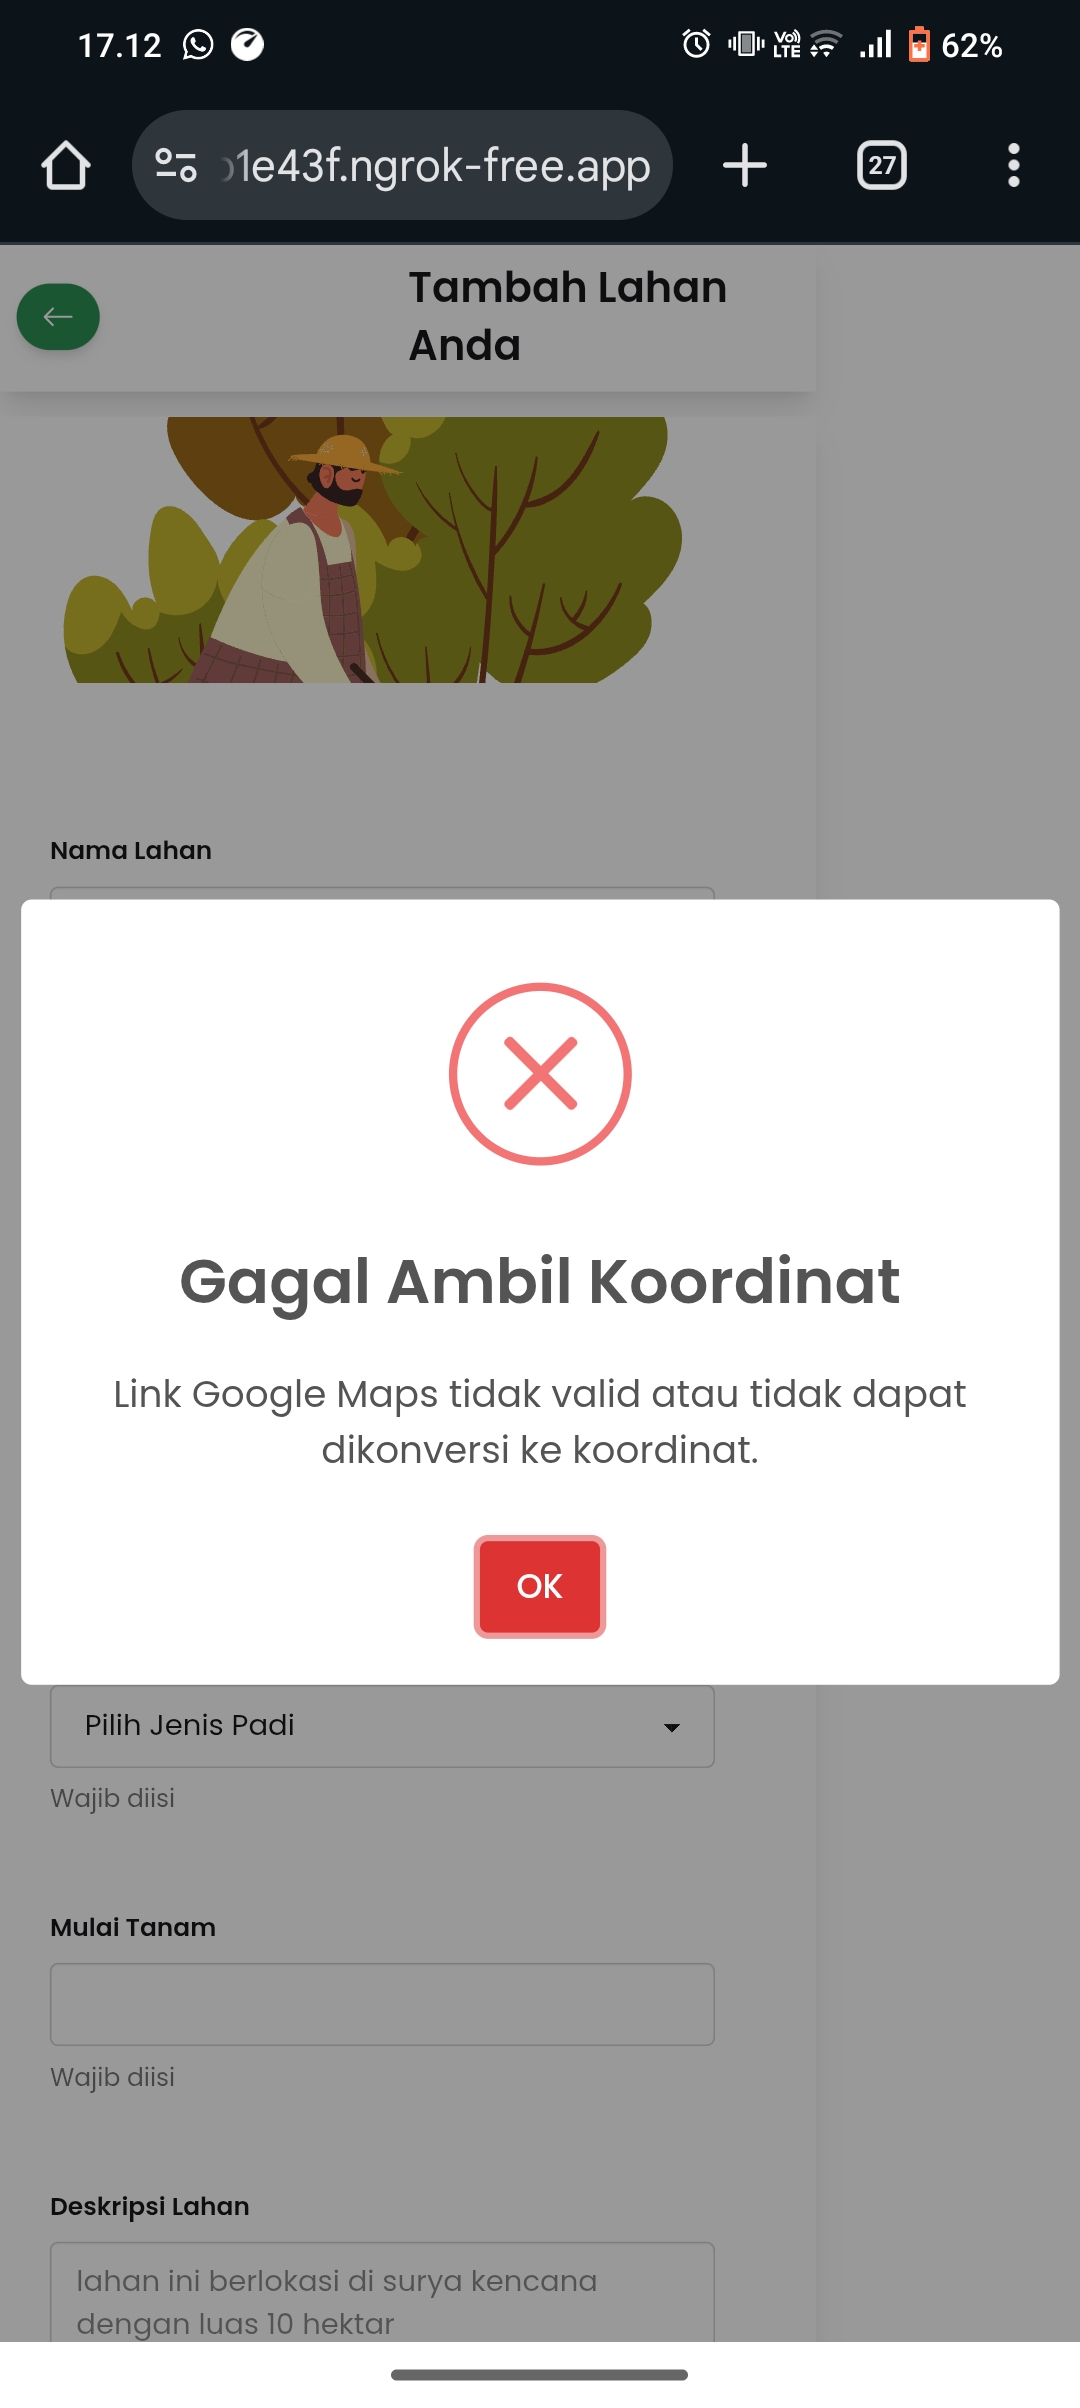 17.12
Vo))
LTE
62%
1e43f.ngrok-free.app
27
Tambah Lahan
Anda
Nama Lahan
Gagal Ambil Koordinat
Link Google Maps tidak valid atau tidak dapat
dikonversi ke koordinat.
OK
Pilih Jenis Padi
Wajib diisi
Mulai Tanam
Wajib diisi
Deskripsi Lahan
lahan ini berlokasi di surya kencana
dengan luas 10 hektar